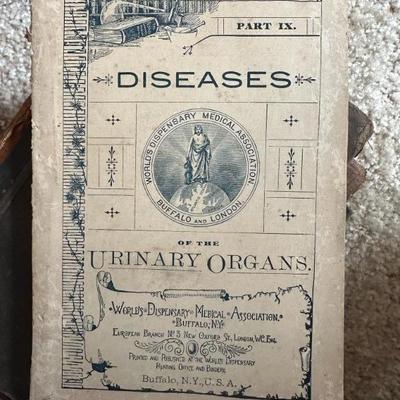 PART IX.
DISEASES
WORLD'S DISPENSARY MEDICAL ASSOCIATION
BUFFALO AND LONDON.
OF THE
URINARY ORGANS.
WORLD'S DISPENSARY MEDICAL ASSOCIATION.
BUFFALO, N.Y.
EUROPEAN BRANCH NO 3 NEW OXFORD ST., LONDON, W.C. ENG.
PRINTED AND PUBLISHED AT THE WORLD'S DISPENSARY
PRINTING OFFICE AND BINDERY,
Buffalo, N.Y., U.S.A.